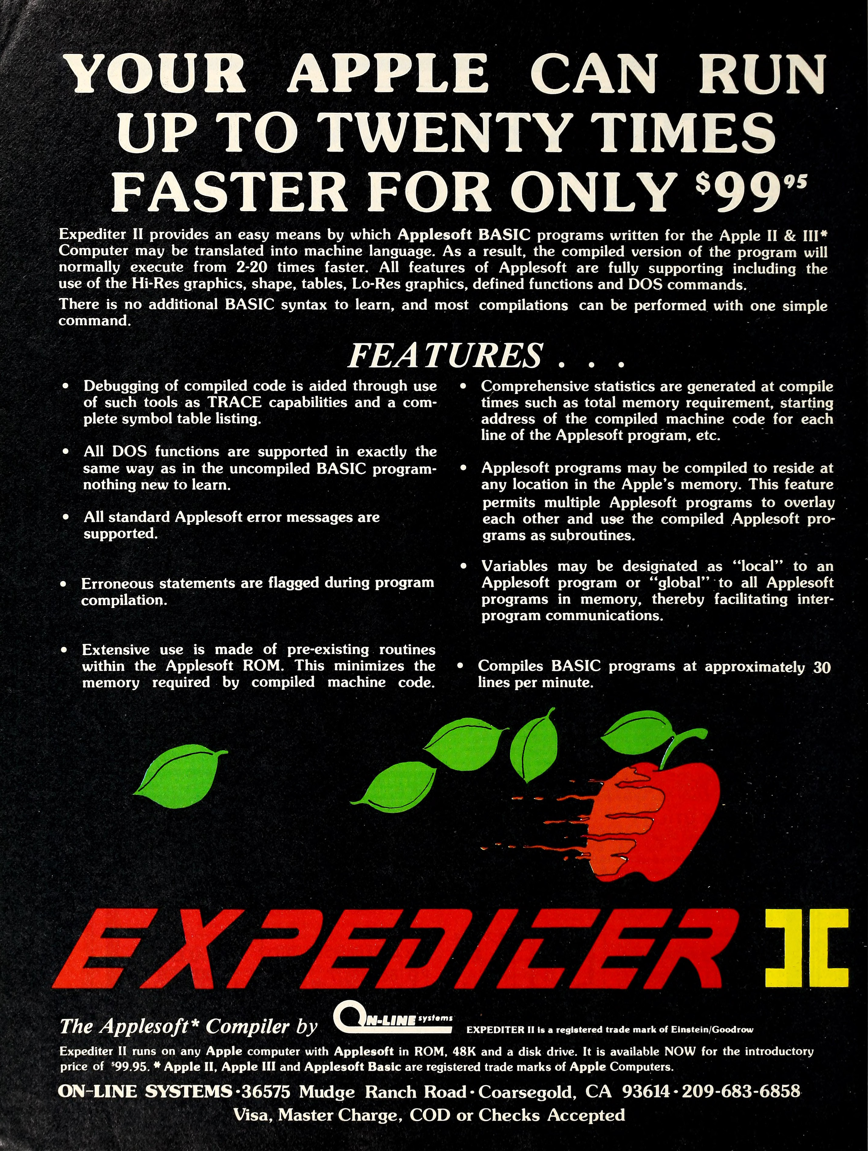 YOUR APPLE CAN RUN
UP TO TWENTY TIMES
FASTER FOR ONLY $99⁹⁵
Expediter II provides an easy means by which Applesoft BASIC programs written for the Apple II & III*
Computer may be translated into machine language. As a result, the compiled version of the program will
normally execute from 2-20 times faster. All features of Applesoft are fully supporting including the
use of the Hi-Res graphics, shape, tables, Lo-Res graphics, defined functions and DOS commands.
There is no additional BASIC syntax to learn, and most compilations can be performed with one simple
command.
FEATURES . . .
• Debugging of compiled code is aided through use
of such tools as TRACE capabilities and a com-
plete symbol table listing.
• All DOS functions are supported in exactly the
same way as in the uncompiled BASIC program-
nothing new to learn.
• All standard Applesoft error messages are
supported.
• Erroneous statements are flagged during program
compilation.
• Extensive use is made of pre-existing routines
within the Applesoft ROM. This minimizes the
memory required by compiled machine code.
• Comprehensive statistics are generated at compile
times such as total memory requirement, starting
address of the compiled machine code for each
line of the Applesoft program, etc.
• Applesoft programs may be compiled to reside at
any location in the Apple's memory. This feature
permits multiple Applesoft programs to overlay
each other and use the compiled Applesoft pro-
grams as subroutines.
• Variables may be designated as “local” to an
Applesoft program or “global” to all Applesoft
programs in memory, thereby facilitating inter-
program communications.
• Compiles BASIC programs at approximately 30
lines per minute.
EXPEDITER II
The Applesoft* Compiler by ON-LINE systems EXPEDITER II is a registered trade mark of Einstein/Goodrow
Expediter II runs on any Apple computer with Applesoft in ROM, 48K and a disk drive. It is available NOW for the introductory
price of $99.95. * Apple II, Apple III and Applesoft Basic are registered trade marks of Apple Computers.
ON-LINE SYSTEMS • 36575 Mudge Ranch Road • Coarsegold, CA 93614 • 209-683-6858
Visa, Master Charge, COD or Checks Accepted